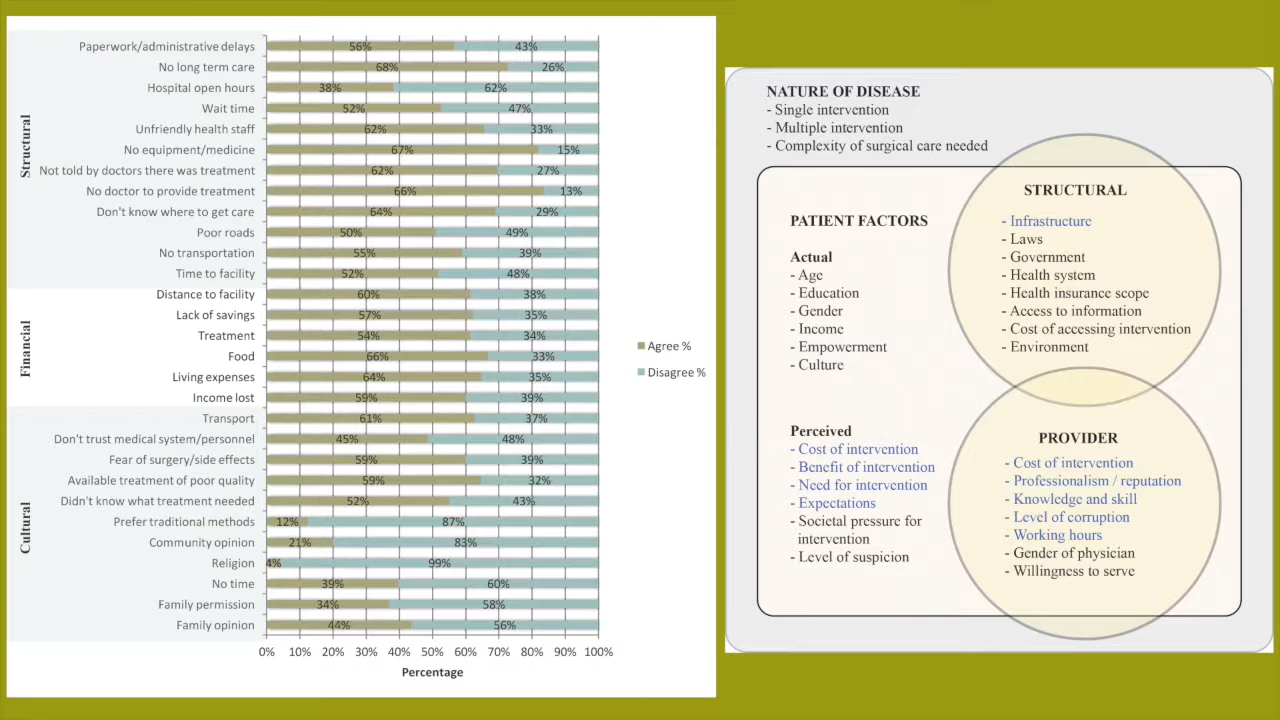 Structural
Paperwork/administrative delays 56% 43%
No long term care 68% 26%
Hospital open hours 38% 62%
Wait time 52% 47%
Unfriendly health staff 62% 33%
No equipment/medicine 67% 15%
Not told by doctors there was treatment 62% 27%
No doctor to provide treatment 66% 13%
Don't know where to get care 64% 29%
Poor roads 50% 49%
No transportation 55% 39%
Time to facility 52% 48%
Financial
Distance to facility 60% 38%
Lack of savings 57% 35%
Treatment 54% 34%
Food 66% 33%
Living expenses 64% 35%
Income lost 59% 39%
Cultural
Transport 61% 37%
Don't trust medical system/personnel 45% 48%
Fear of surgery/side effects 59% 39%
Available treatment of poor quality 59% 32%
Didn't know what treatment needed 52% 43%
Prefer traditional methods 12% 87%
Community opinion 21% 83%
Religion 4% 99%
No time 39% 60%
Family permission 34% 58%
Family opinion 44% 56%
0% 10% 20% 30% 40% 50% 60% 70% 80% 90% 100%
Percentage
Agree %
Disagree %
NATURE OF DISEASE
- Single intervention
- Multiple intervention
- Complexity of surgical care needed
PATIENT FACTORS
Actual
- Age
- Education
- Gender
- Income
- Empowerment
- Culture
Perceived
- Cost of intervention
- Benefit of intervention
- Need for intervention
- Expectations
- Societal pressure for
intervention
- Level of suspicion
STRUCTURAL
- Infrastructure
- Laws
- Government
- Health system
- Health insurance scope
- Access to information
- Cost of accessing intervention
- Environment
PROVIDER
- Cost of intervention
- Professionalism / reputation
- Knowledge and skill
- Level of corruption
- Working hours
- Gender of physician
- Willingness to serve